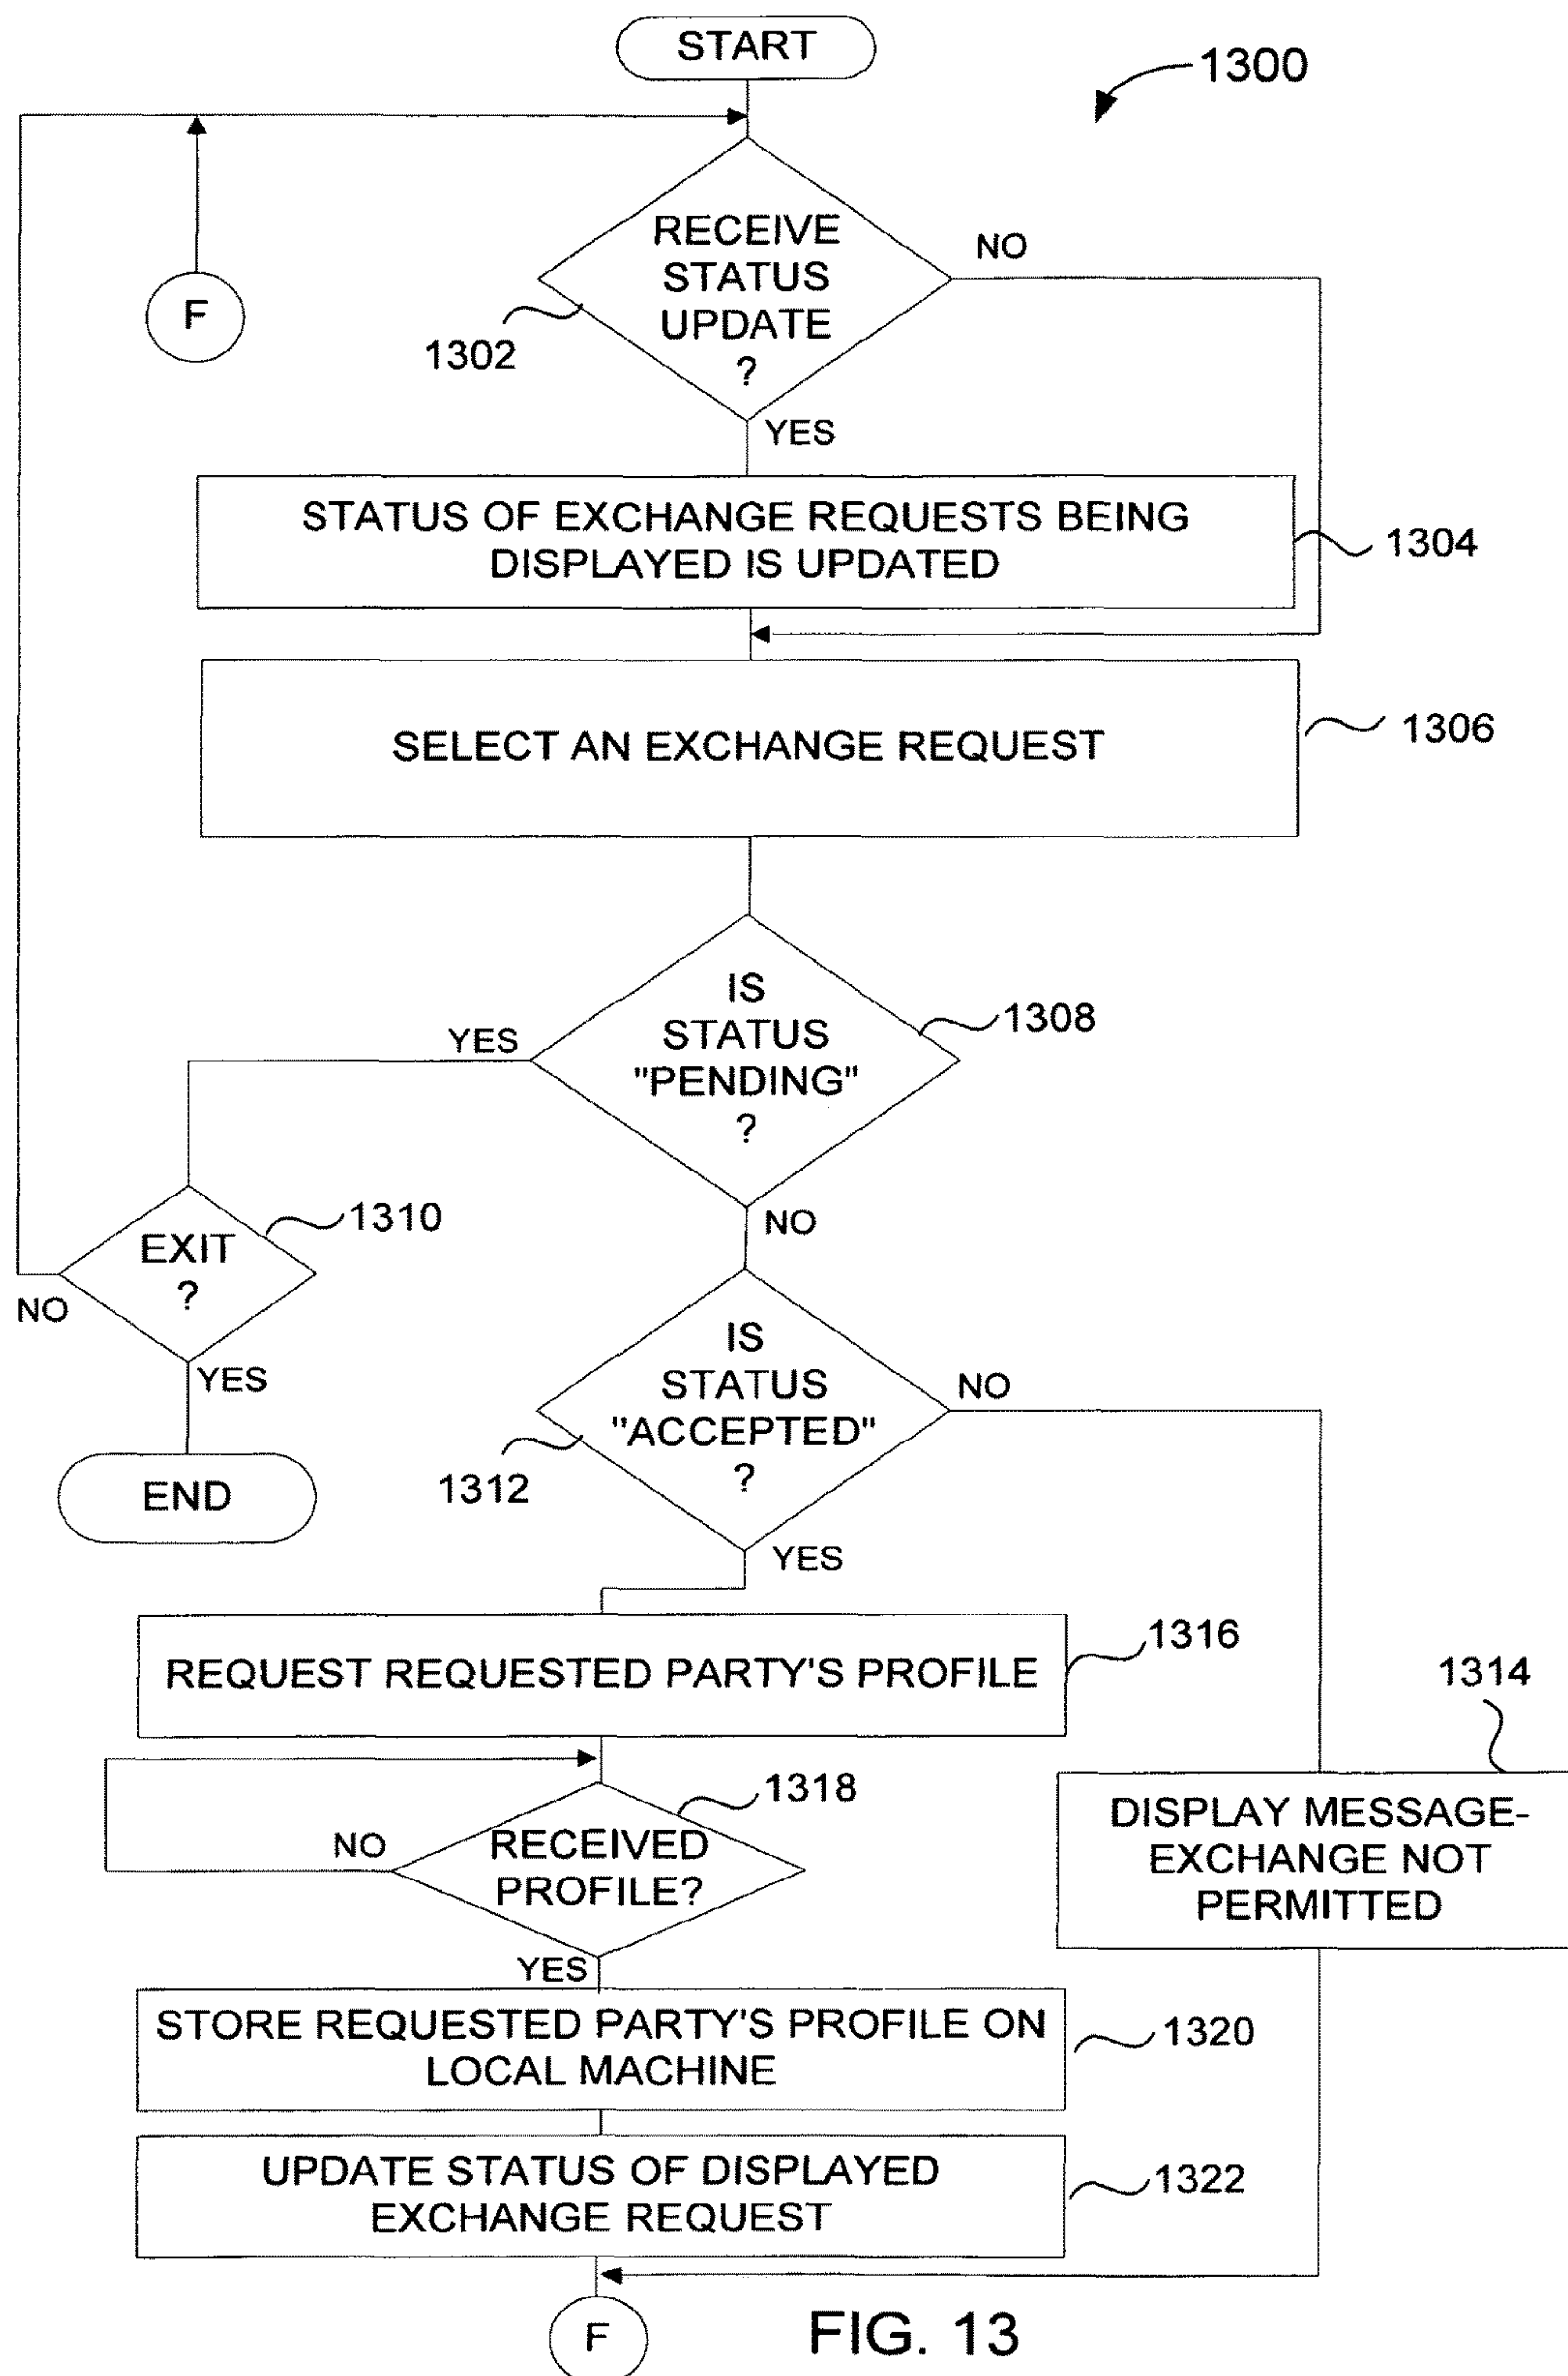 START
1300
F
RECEIVE
STATUS
UPDATE
?
NO
1302
YES
STATUS OF EXCHANGE REQUESTS BEING
DISPLAYED IS UPDATED
1304
SELECT AN EXCHANGE REQUEST
1306
IS
STATUS
"PENDING"
?
1308
YES
NO
EXIT
?
1310
NO
YES
END
IS
STATUS
"ACCEPTED"
?
NO
1312
YES
REQUEST REQUESTED PARTY'S PROFILE
1316
1314
DISPLAY MESSAGE-
EXCHANGE NOT
PERMITTED
1318
RECEIVED
PROFILE?
NO
YES
STORE REQUESTED PARTY'S PROFILE ON
LOCAL MACHINE
1320
UPDATE STATUS OF DISPLAYED
EXCHANGE REQUEST
1322
F
FIG. 13